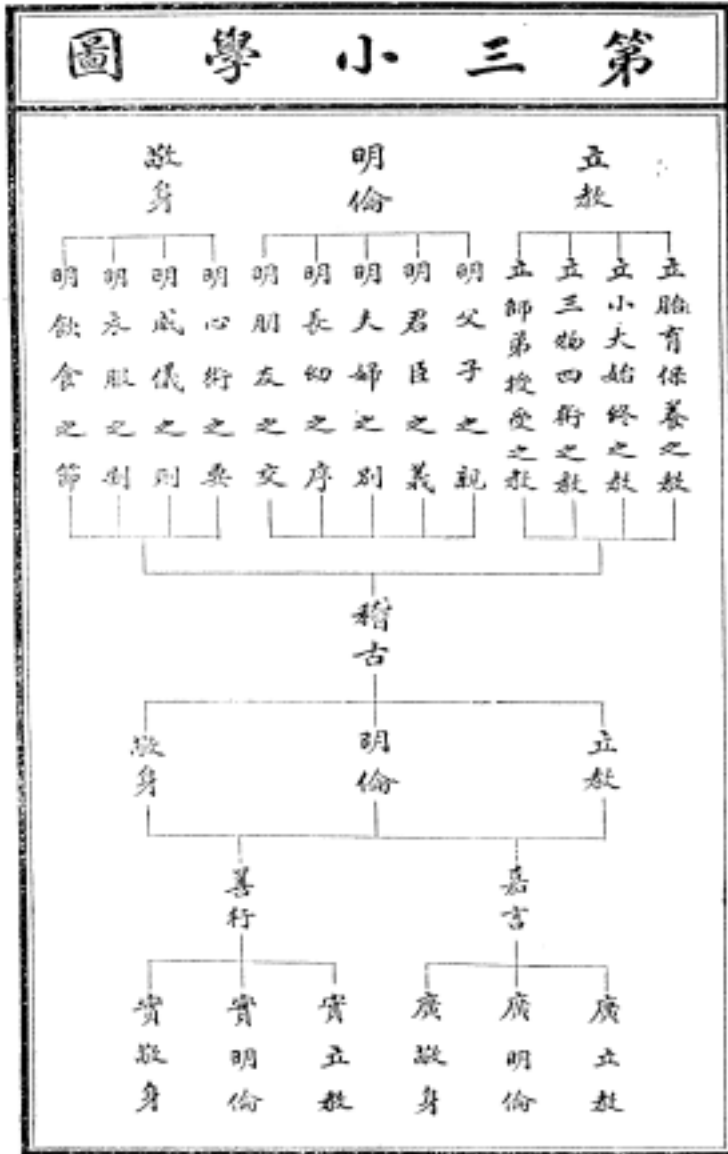 第三小學圖
立教
明倫
敬身
立胎育保養之教
立小大始終之教
立三物四術之教
立師弟授受之教
明父子之親
明君臣之義
明夫婦之別
明長幼之序
明朋友之交
明心術之要
明威儀之則
明衣服之制
明飲食之節
稽古
立教
明倫
敬身
嘉言
善行
廣立教
廣明倫
廣敬身
實立教
實明倫
實敬身